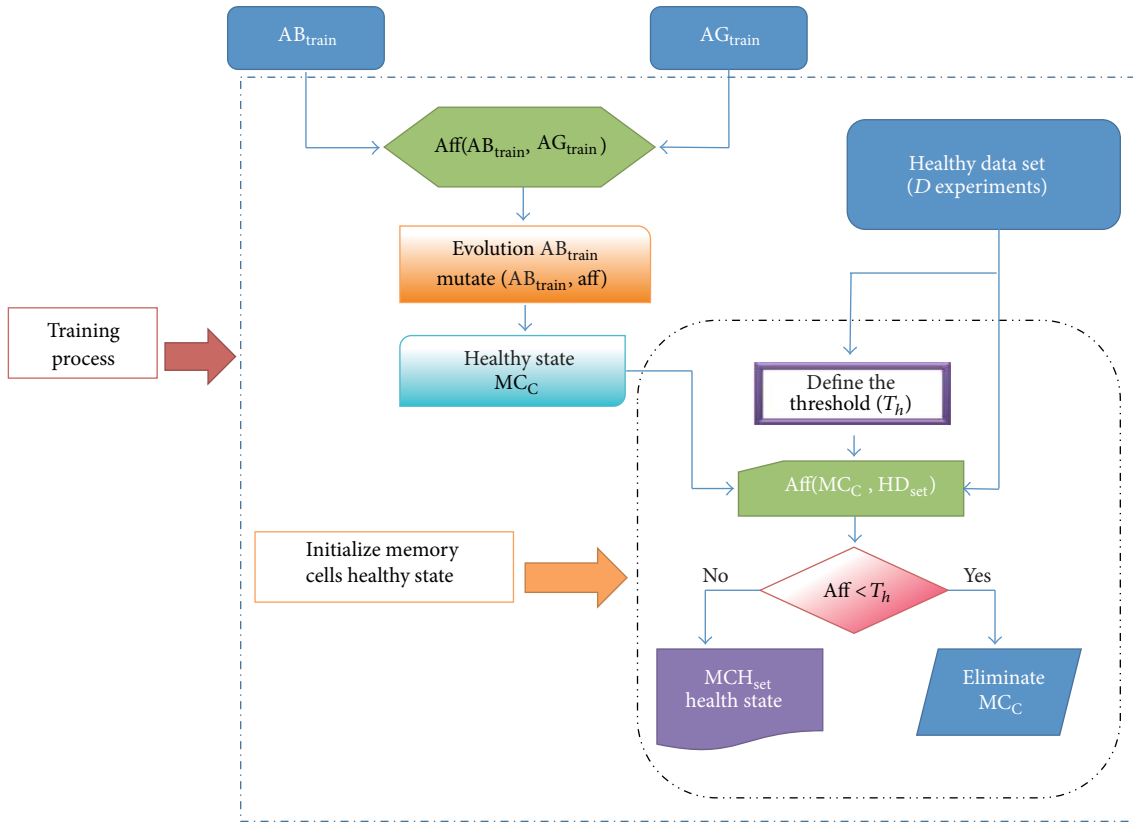 AB_train
AG_train
Aff(AB_train, AG_train)
Healthy data set
(D experiments)
Evolution AB_train
mutate (AB_train, aff)
Training
process
Healthy state
MC_C
Define the
threshold (T_h)
Aff(MC_C , HD_set)
Initialize memory
cells healthy state
No
Yes
Aff < T_h
MCH_set
health state
Eliminate
MC_C